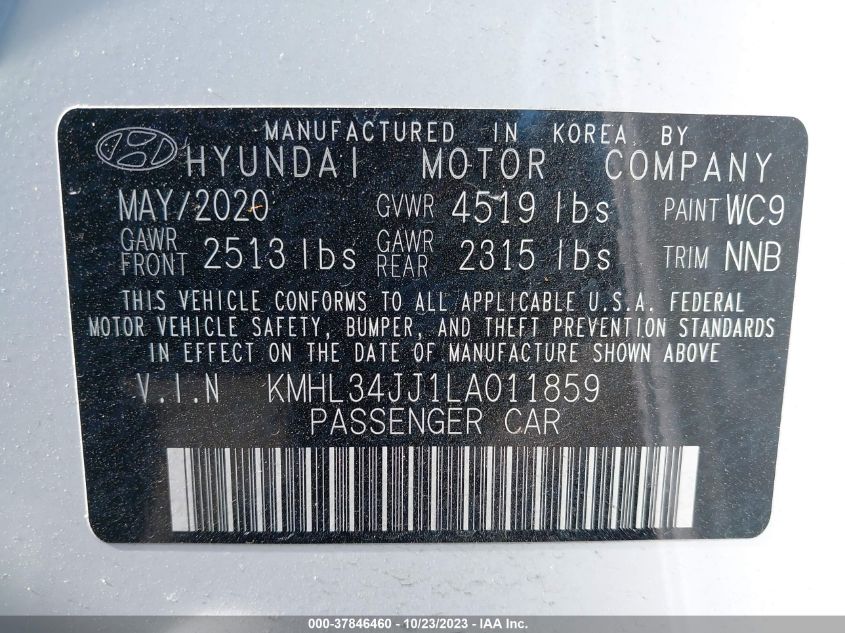 MANUFACTURED IN KOREA BY
HYUNDAI MOTOR COMPANY
MAY/2020 GVWR 4519 lbs PAINT WC9
GAWR FRONT 2513 lbs GAWR REAR 2315 lbs TRIM NNB
THIS VEHICLE CONFORMS TO ALL APPLICABLE U.S.A. FEDERAL
MOTOR VEHICLE SAFETY, BUMPER, AND THEFT PREVENTION STANDARDS
IN EFFECT ON THE DATE OF MANUFACTURE SHOWN ABOVE
V.I.N KMHL34JJ1LA011859
PASSENGER CAR
000-37846460 - 10/23/2023 - IAA Inc.